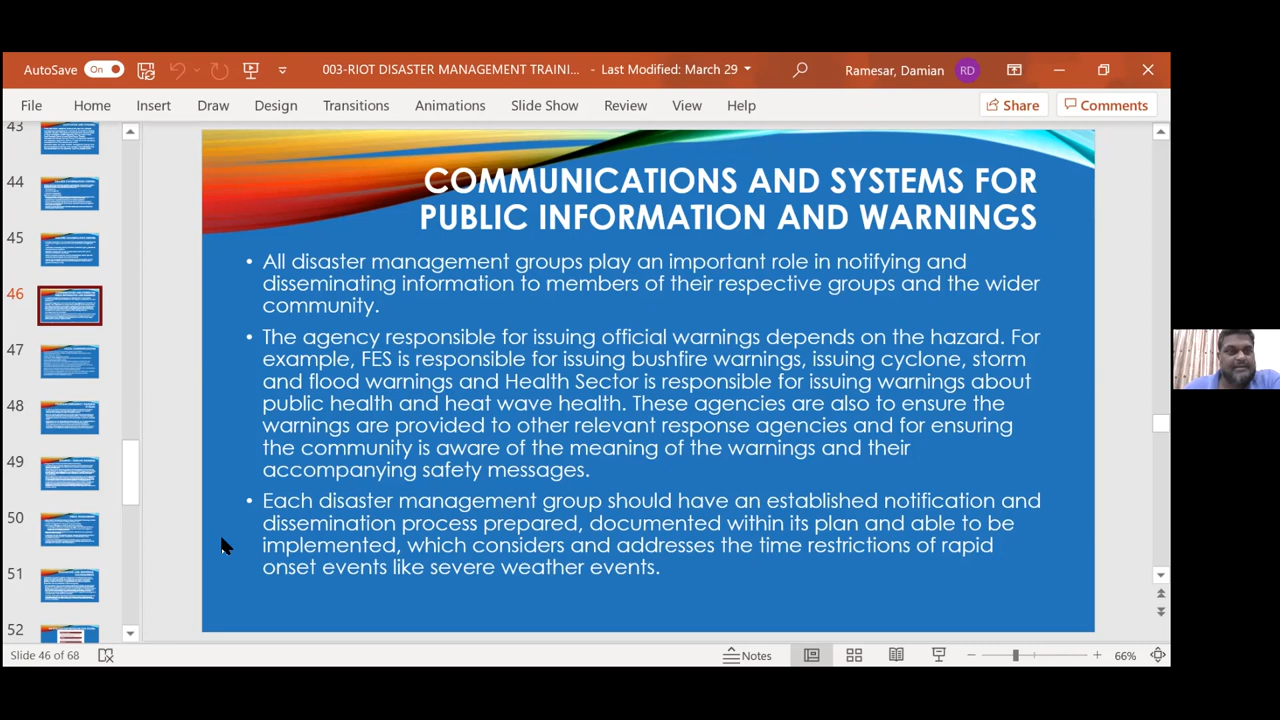 AutoSave On 003-RIOT DISASTER MANAGEMENT TRAINI... - Last Modified: March 29 Ramesar, Damian RD
File Home Insert Draw Design Transitions Animations Slide Show Review View Help Share Comments
43
44
45
46
47
48
49
50
51
52
COMMUNICATIONS AND SYSTEMS FOR
PUBLIC INFORMATION AND WARNINGS
• All disaster management groups play an important role in notifying and
disseminating information to members of their respective groups and the wider
community.
• The agency responsible for issuing official warnings depends on the hazard. For
example, FES is responsible for issuing bushfire warnings, issuing cyclone, storm
and flood warnings and Health Sector is responsible for issuing warnings about
public health and heat wave health. These agencies are also to ensure the
warnings are provided to other relevant response agencies and for ensuring
the community is aware of the meaning of the warnings and their
accompanying safety messages.
• Each disaster management group should have an established notification and
dissemination process prepared, documented within its plan and able to be
implemented, which considers and addresses the time restrictions of rapid
onset events like severe weather events.
Slide 46 of 68 Notes 66%